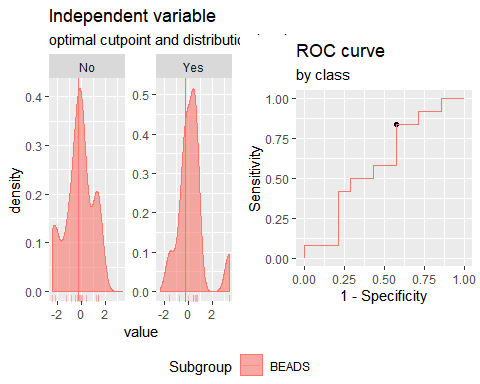 Independent variable
optimal cutpoint and distributio
No
Yes
density
0.4
0.3
0.2
0.1
0.0
-2
0
2
0.5
0.4
0.3
0.2
0.1
0.0
-2
0
2
value
ROC curve
by class
Sensitivity
1.00
0.75
0.50
0.25
0.00
0.00
0.25
0.50
0.75
1.00
1 - Specificity
Subgroup
BEADS